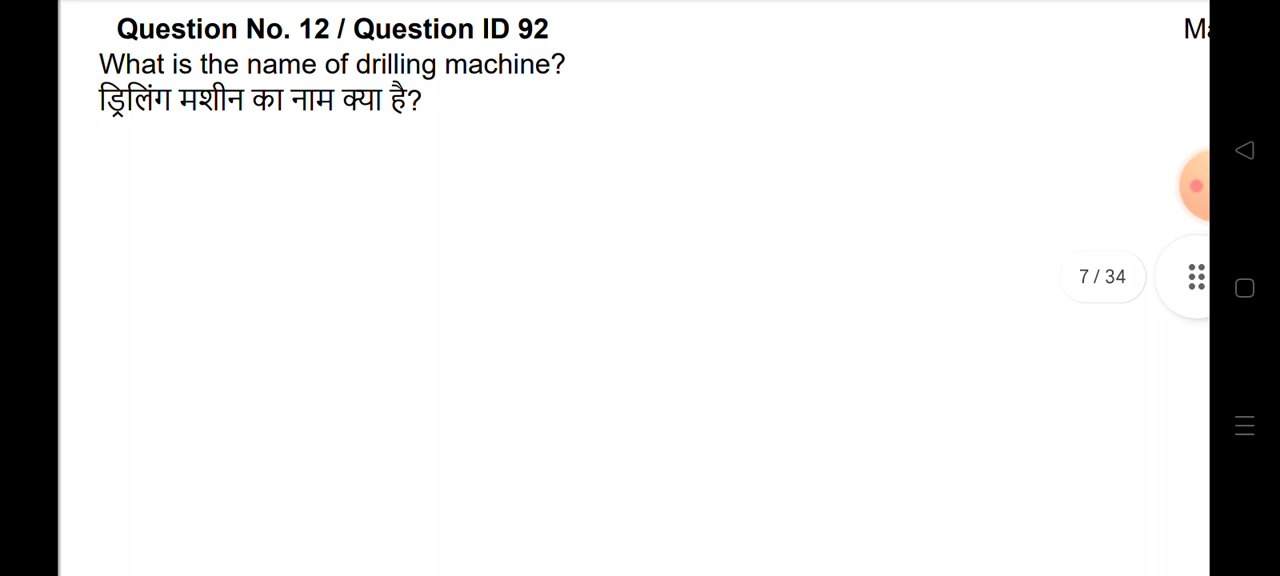 Question No. 12 / Question ID 92
What is the name of drilling machine?
ड्रिलिंग मशीन का नाम क्या है?
7 / 34